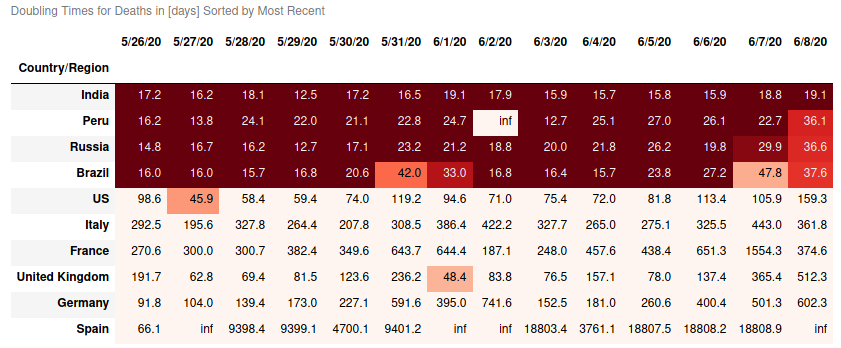 Doubling Times for Deaths in [days] Sorted by Most Recent
5/26/20 5/27/20 5/28/20 5/29/20 5/30/20 5/31/20 6/1/20 6/2/20 6/3/20 6/4/20 6/5/20 6/6/20 6/7/20 6/8/20
Country/Region
India 17.2 16.2 18.1 12.5 17.2 16.5 19.1 17.9 15.9 15.7 15.8 15.9 18.8 19.1
Peru 16.2 13.8 24.1 22.0 21.1 22.8 24.7 inf 12.7 25.1 27.0 26.1 22.7 36.1
Russia 14.8 16.7 16.2 12.7 17.1 23.2 21.2 18.8 20.0 21.8 26.2 19.8 29.9 36.6
Brazil 16.0 16.0 15.7 16.8 20.6 42.0 33.0 16.8 16.4 15.7 23.8 27.2 47.8 37.6
US 98.6 45.9 58.4 59.4 74.0 119.2 94.6 71.0 75.4 72.0 81.8 113.4 105.9 159.3
Italy 292.5 195.6 327.8 264.4 207.8 308.5 386.4 422.2 327.7 265.0 275.1 325.5 443.0 361.8
France 270.6 300.0 300.7 382.4 349.6 643.7 644.4 187.1 248.0 457.6 438.4 651.3 1554.3 374.6
United Kingdom 191.7 62.8 69.4 81.5 123.6 236.2 48.4 83.8 76.5 157.1 78.0 137.4 365.4 512.3
Germany 91.8 104.0 139.4 173.0 227.1 591.6 395.0 741.6 152.5 181.0 260.6 400.4 501.3 602.3
Spain 66.1 inf 9398.4 9399.1 4700.1 9401.2 inf inf 18803.4 3761.1 18807.5 18808.2 18808.9 inf